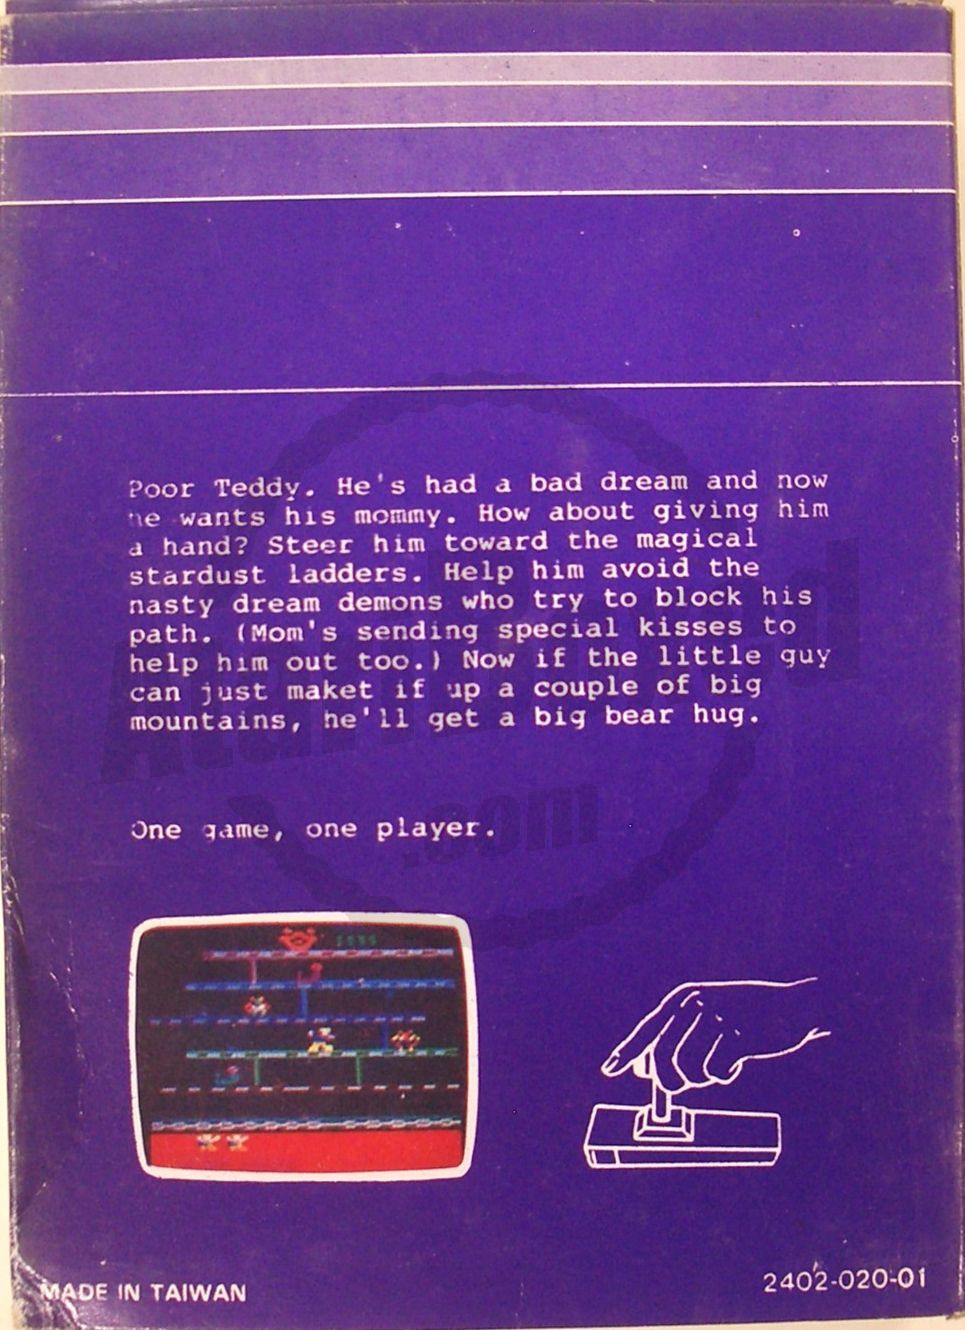 Poor Teddy. He's had a bad dream and now
he wants his mommy. How about giving him
a hand? Steer him toward the magical
stardust ladders. Help him avoid the
nasty dream demons who try to block his
path. (Mom's sending special kisses to
help him out too.) Now if the little guy
can just maket if up a couple of big
mountains, he'll get a big bear hug.
One game, one player.
MADE IN TAIWAN
2402-020-01
.com